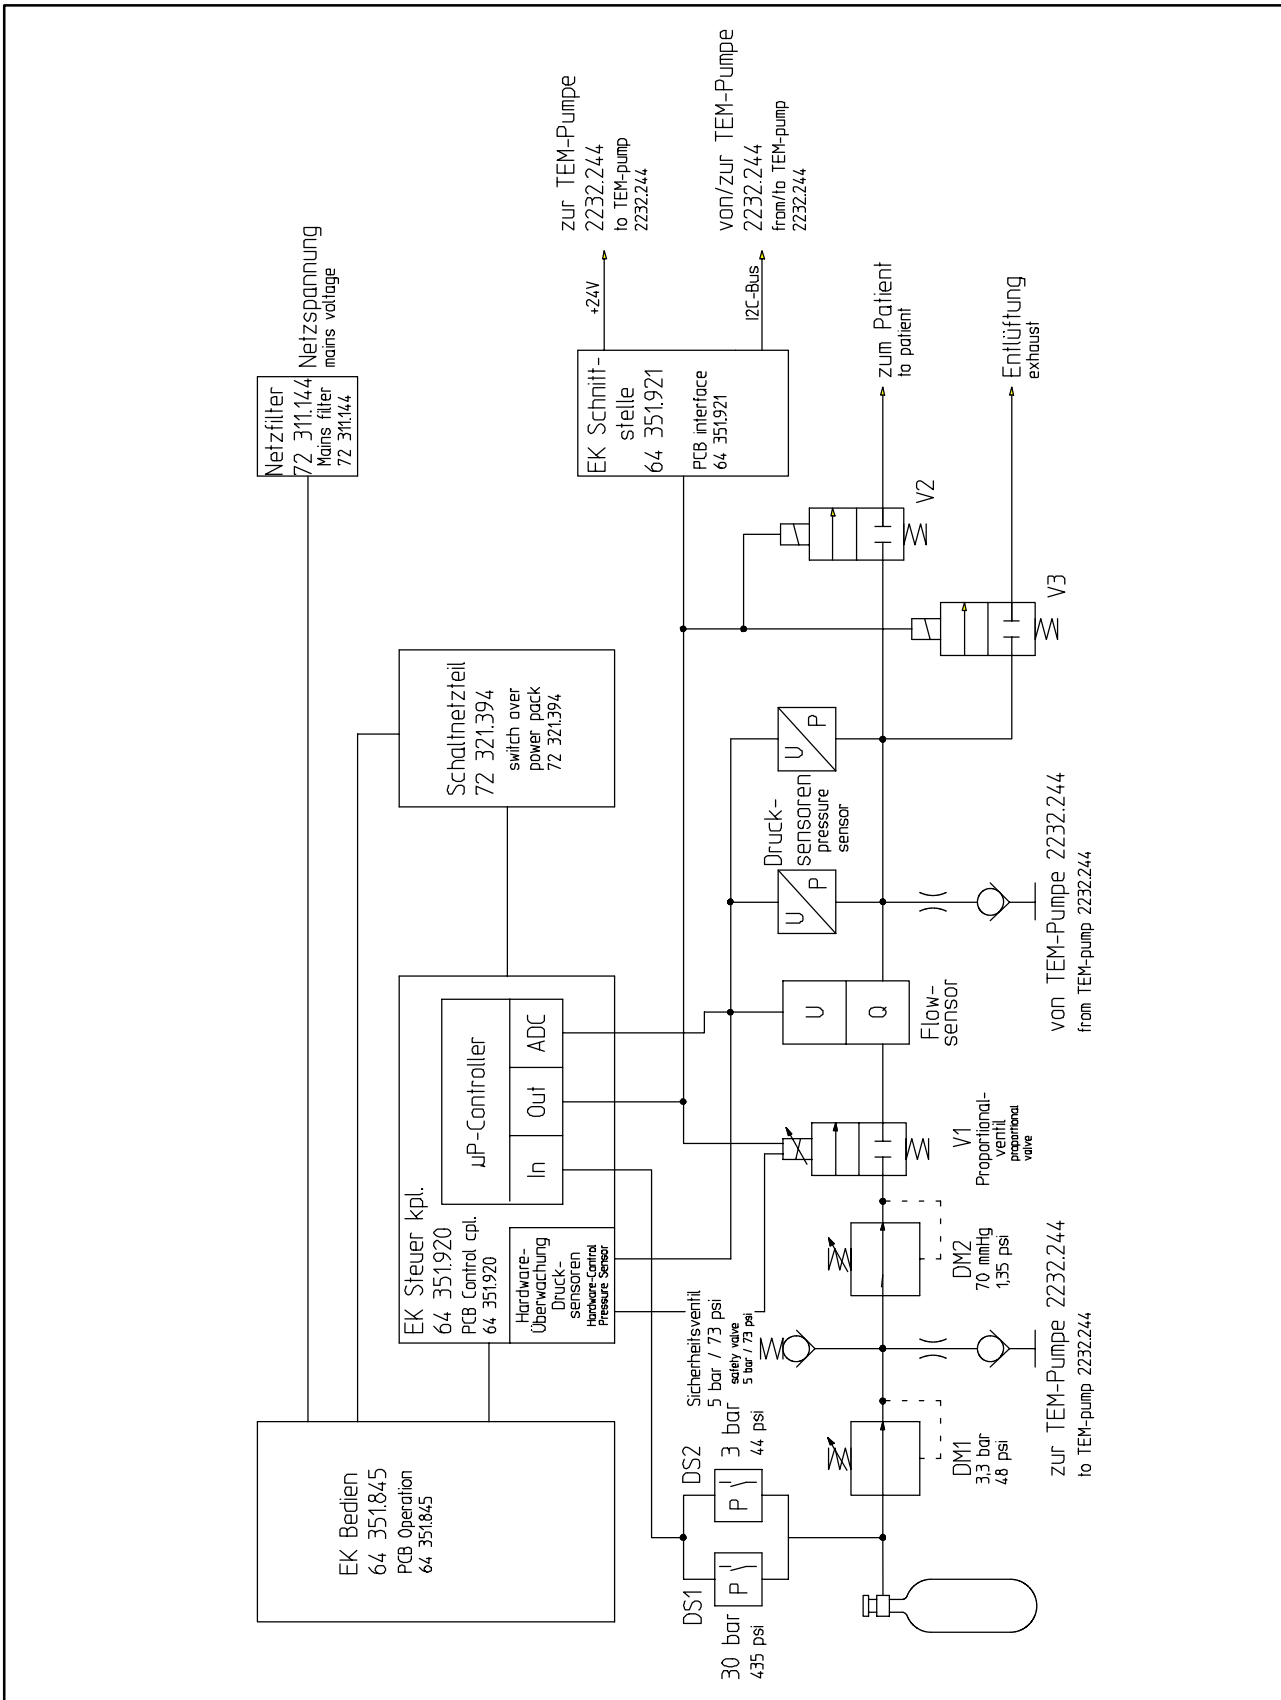 Netzfilter
72 311.144
Mains filter
72 311.144
Netzspannung
mains voltage
zur TEM-Pumpe
2232.244
to TEM-pump
2232.244
von/zur TEM-Pumpe
2232.244
from/to TEM-pump
2232.244
+24V
I2C-Bus
EK Schnitt-
stelle
64 351.921
PCB interface
64 351.921
zum Patient
to patient
Entlüftung
exhaust
V2
V3
Schaltnetzteil
72 321.394
switch over
power pack
72 321.394
U
P
Druck-
sensoren
pressure
sensor
U
P
von TEM-Pumpe 2232.244
from TEM-pump 2232.244
EK Steuer kpl.
64 351.920
PCB Control cpl.
64 351.920
µP-Controller
In
Out
ADC
Hardware-
Überwachung
Druck-
sensoren
Hardware-Control
Pressure Sensor
U
Q
Flow-
sensor
V1
Proportional-
ventil
proportional
valve
DM2
70 mmHg
1,35 psi
Sicherheitsventil
5 bar / 73 psi
safety valve
5 bar / 73 psi
zur TEM-Pumpe 2232.244
to TEM-pump 2232.244
DM1
3,3 bar
48 psi
EK Bedien
64 351.845
PCB Operation
64 351.845
DS2
P
3 bar
44 psi
DS1
P
30 bar
435 psi